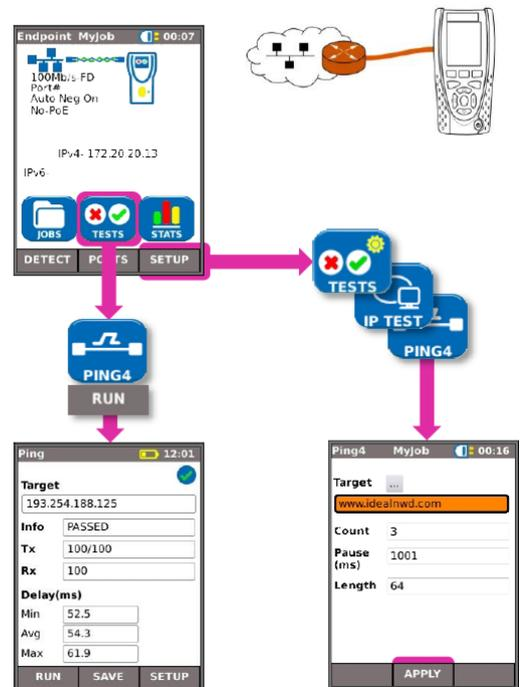 Endpoint MyJob 00:07
100Mb/s-FD
Port#
Auto Neg On
No-PoE
IPv4- 172.20.20.13
IPv6-
JOBS TESTS STATS
DETECT SETUP
TESTS
IP TEST
PING4
PING4
RUN
Ping 12:01
Target
193.254.188.125
Info PASSED
Tx 100/100
Rx 100
Delay(ms)
Min 52.5
Avg 54.3
Max 61.9
RUN SAVE SETUP
Ping4 MyJob 00:16
Target ...
www.idealnwd.com
Count 3
Pause 1001
(ms)
Length 64
APPLY